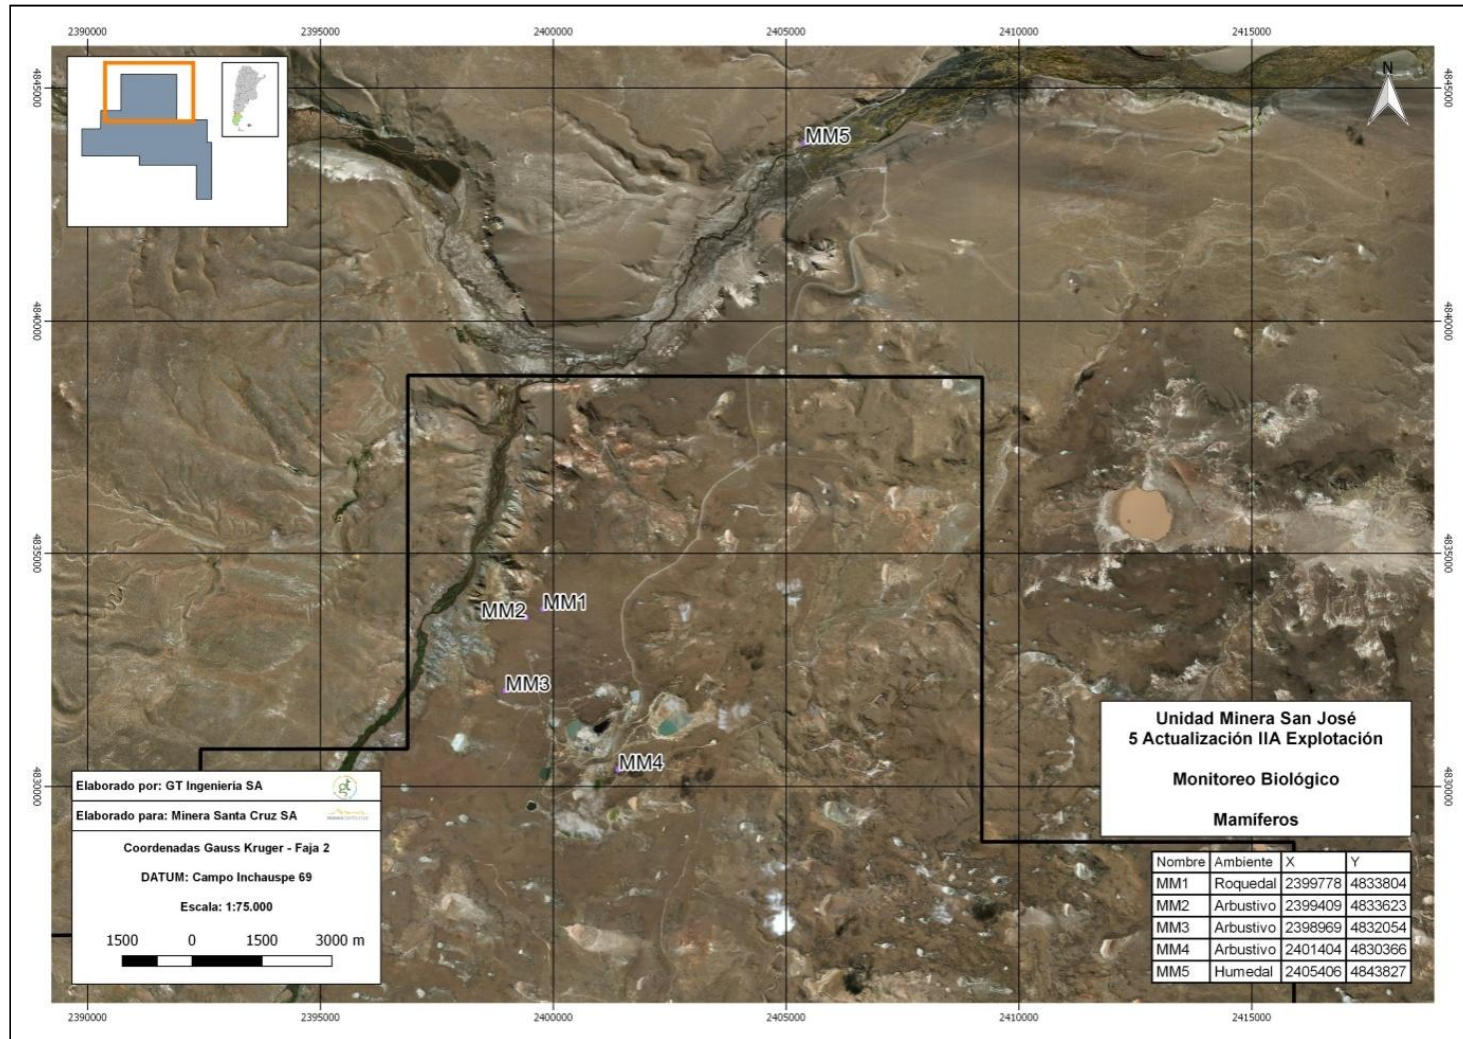 2390000 2395000 2400000 2405000 2410000 2415000
4845000 4845000
N
MM5
4840000 4840000
4835000 4835000
MM2 MM1
MM3
MM4
4830000 4830000
Unidad Minera San José
5 Actualización IIA Explotación
Monitoreo Biológico
Mamíferos
Elaborado por: GT Ingeniería SA
gt
Elaborado para: Minera Santa Cruz SA
Coordenadas Gauss Kruger - Faja 2
DATUM: Campo Inchauspe 69
Escala: 1:75.000
1500 0 1500 3000 m
Nombre Ambiente X Y
MM1 Roquedal 2399778 4833804
MM2 Arbustivo 2399409 4833623
MM3 Arbustivo 2398969 4832054
MM4 Arbustivo 2401404 4830366
MM5 Humedal 2405406 4843827
2390000 2395000 2400000 2405000 2410000 2415000